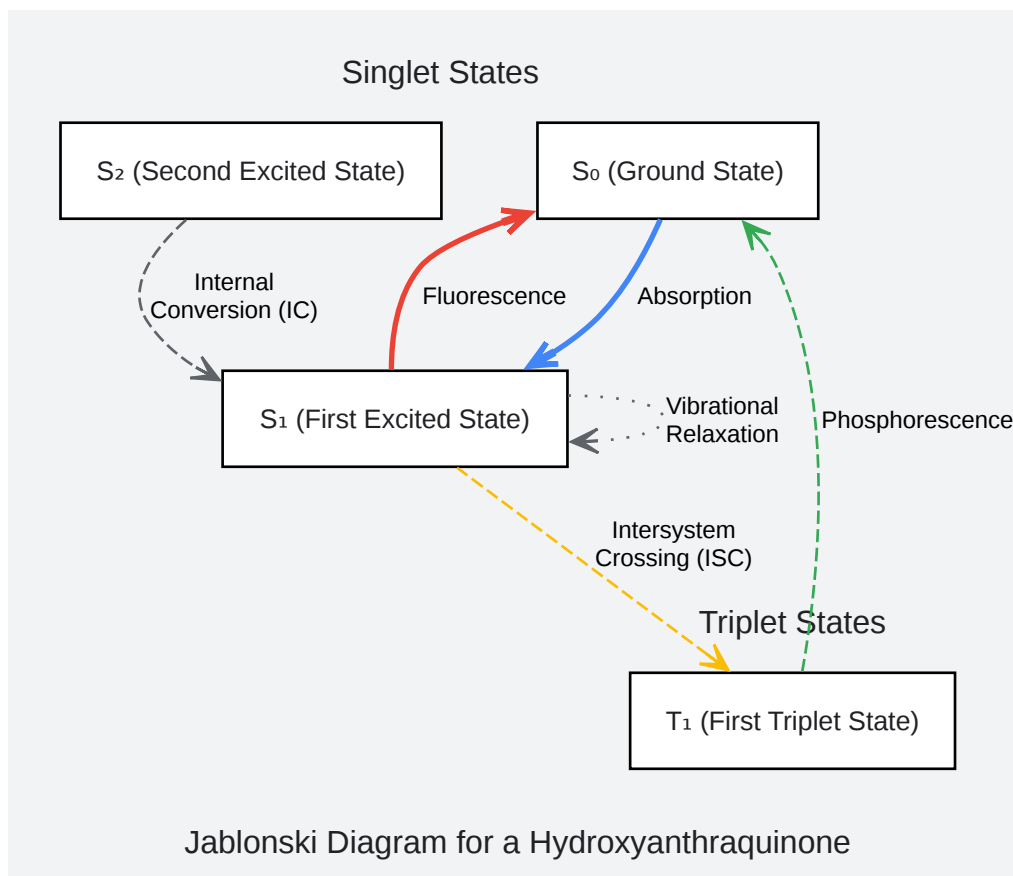 Singlet States
S₂ (Second Excited State)
S₀ (Ground State)
Internal
Conversion (IC)
Fluorescence
Absorption
S₁ (First Excited State)
Vibrational
Relaxation
Phosphorescence
Intersystem
Crossing (ISC)
Triplet States
T₁ (First Triplet State)
Jablonski Diagram for a Hydroxyanthraquinone